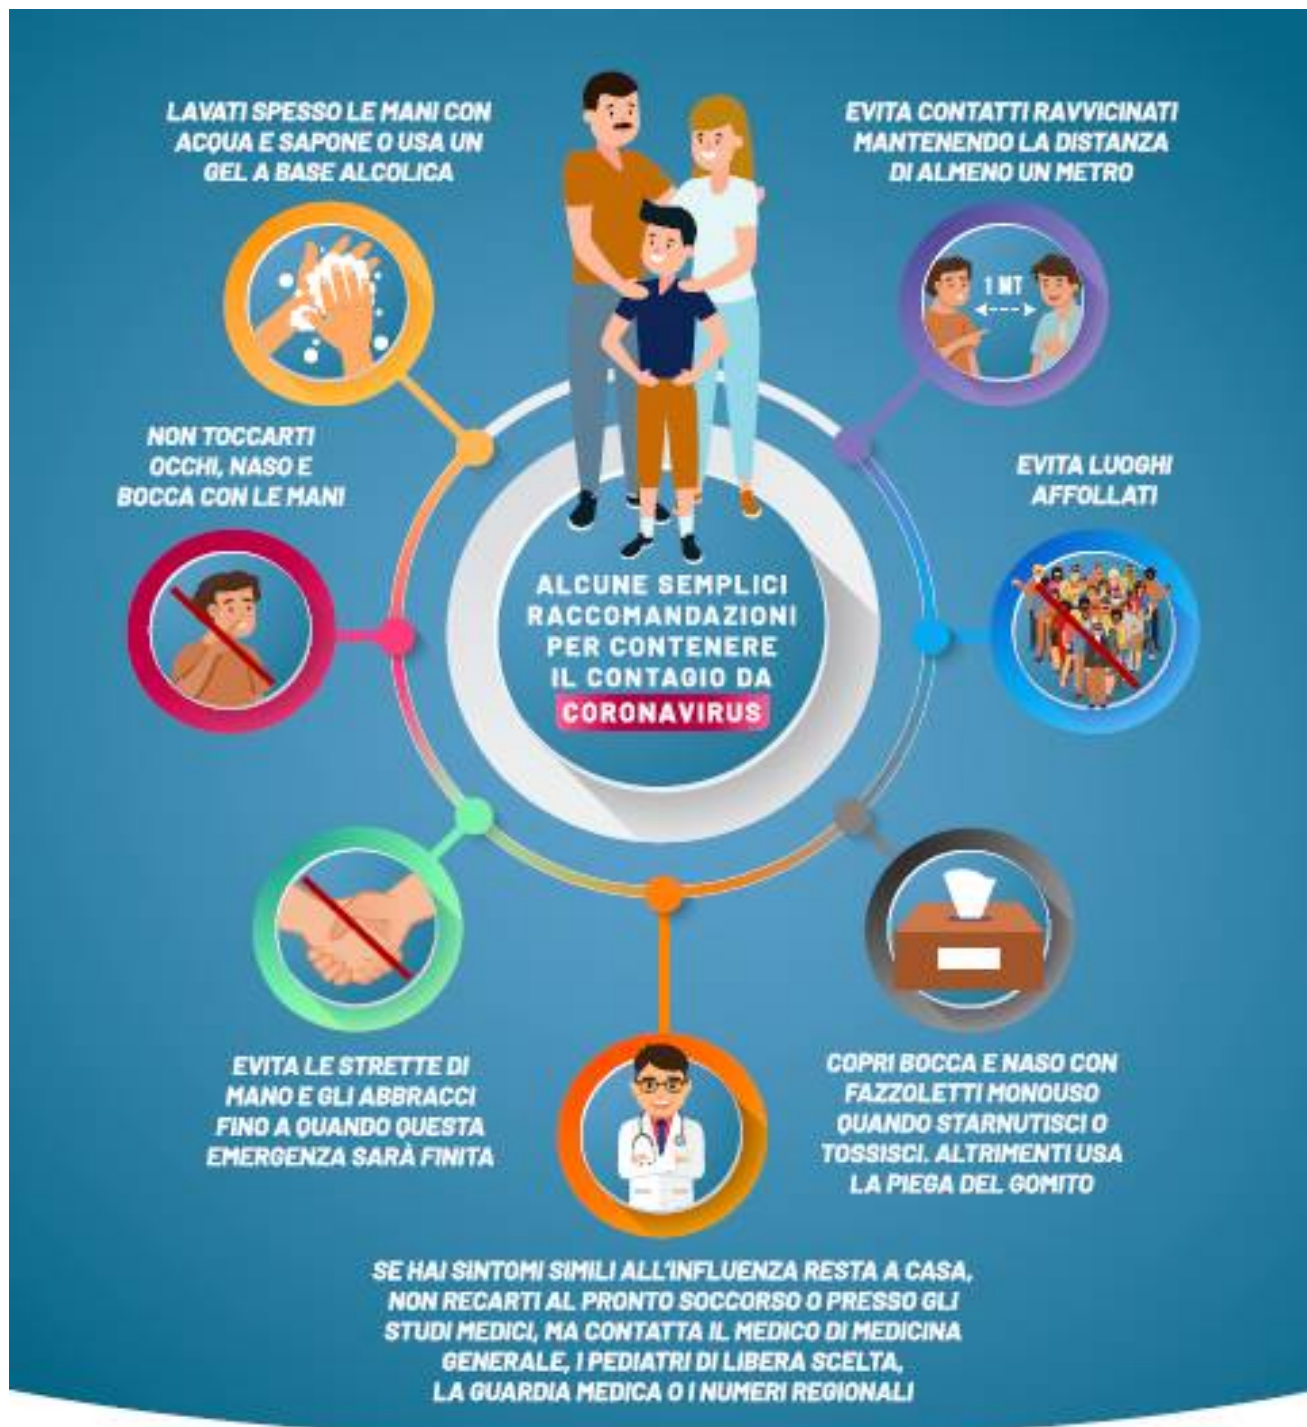 LAVATI SPESSO LE MANI CON
ACQUA E SAPONE O USA UN
GEL A BASE ALCOLICA
EVITA CONTATTI RAVVICINATI
MANTENENDO LA DISTANZA
DI ALMENO UN METRO
1 MT
NON TOCCARTI
OCCHI, NASO E
BOCCA CON LE MANI
EVITA LUOGHI
AFFOLLATI
ALCUNE SEMPLICI
RACCOMANDAZIONI
PER CONTENERE
IL CONTAGIO DA
CORONAVIRUS
EVITA LE STRETTE DI
MANO E GLI ABBRACCI
FINO A QUANDO QUESTA
EMERGENZA SARÀ FINITA
COPRI BOCCA E NASO CON
FAZZOLETTI MONOUSO
QUANDO STARNUTISCI O
TOSSISCI. ALTRIMENTI USA
LA PIEGA DEL GOMITO
SE HAI SINTOMI SIMILI ALL'INFLUENZA RESTA A CASA,
NON RECARTI AL PRONTO SOCCORSO O PRESSO GLI
STUDI MEDICI, MA CONTATTA IL MEDICO DI MEDICINA
GENERALE, I PEDIATRI DI LIBERA SCELTA,
LA GUARDIA MEDICA O I NUMERI REGIONALI